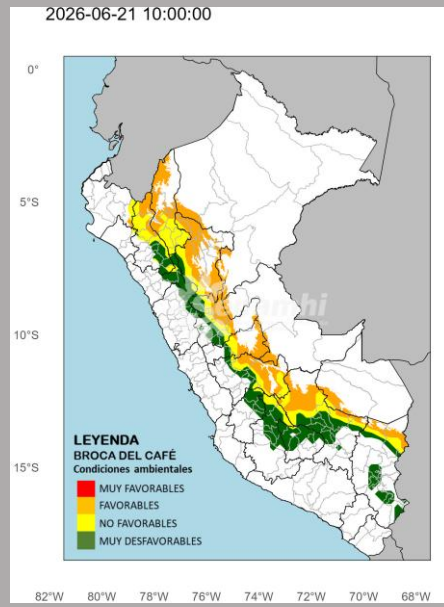 2026-06-21 10:00:00
0°
5°S
10°S
15°S
senamhi
LEYENDA
BROCA DEL CAFÉ
Condiciones ambientales
MUY FAVORABLES
FAVORABLES
NO FAVORABLES
MUY DESFAVORABLES
82°W 80°W 78°W 76°W 74°W 72°W 70°W 68°W